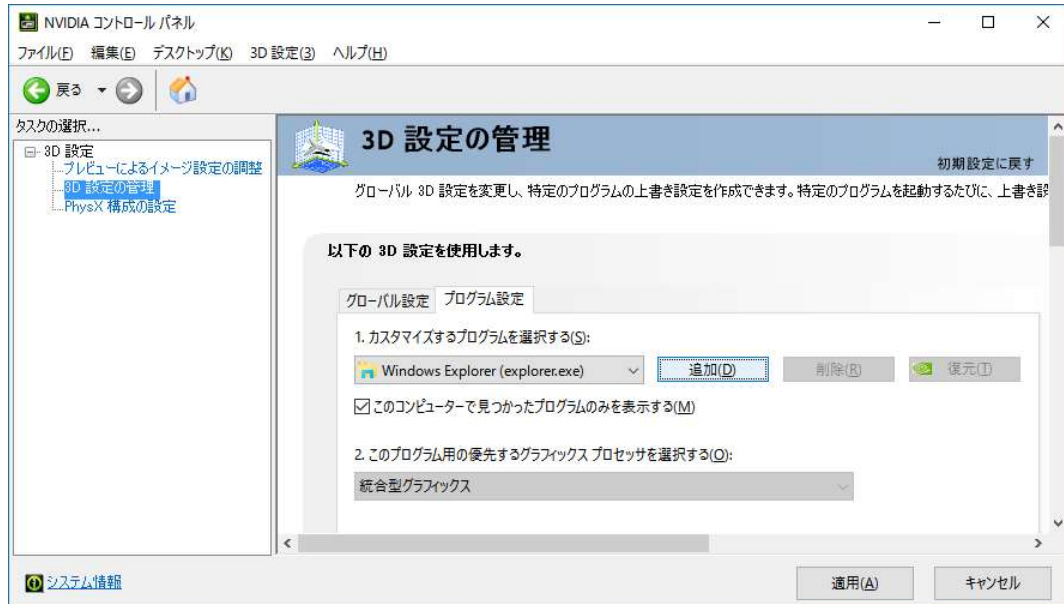 NVIDIA コントロール パネル
ファイル(F) 編集(E) デスクトップ(K) 3D 設定(3) ヘルプ(H)
戻る
タスクの選択...
3D 設定
プレビューによるイメージ設定の調整
3D 設定の管理
PhysX 構成の設定
3D 設定の管理
初期設定に戻す
グローバル 3D 設定を変更し、特定のプログラムの上書き設定を作成できます。特定のプログラムを起動するたびに、上書き設
以下の 3D 設定を使用します。
グローバル設定 プログラム設定
1. カスタマイズするプログラムを選択する(S):
Windows Explorer (explorer.exe) 追加(D) 削除(R) 復元(T)
このコンピューターで見つかったプログラムのみを表示する(M)
2. このプログラム用の優先するグラフィックス プロセッサを選択する(O):
統合型グラフィックス
システム情報
適用(A) キャンセル